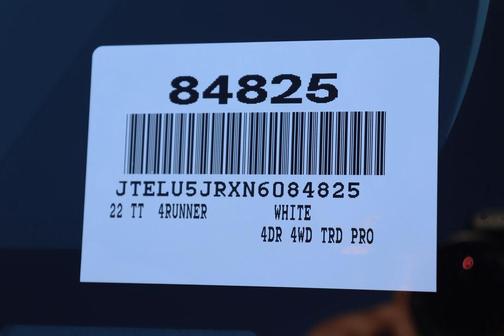 84825
JTELU5JRXN6084825
22 TT 4RUNNER WHITE
4DR 4WD TRD PRO